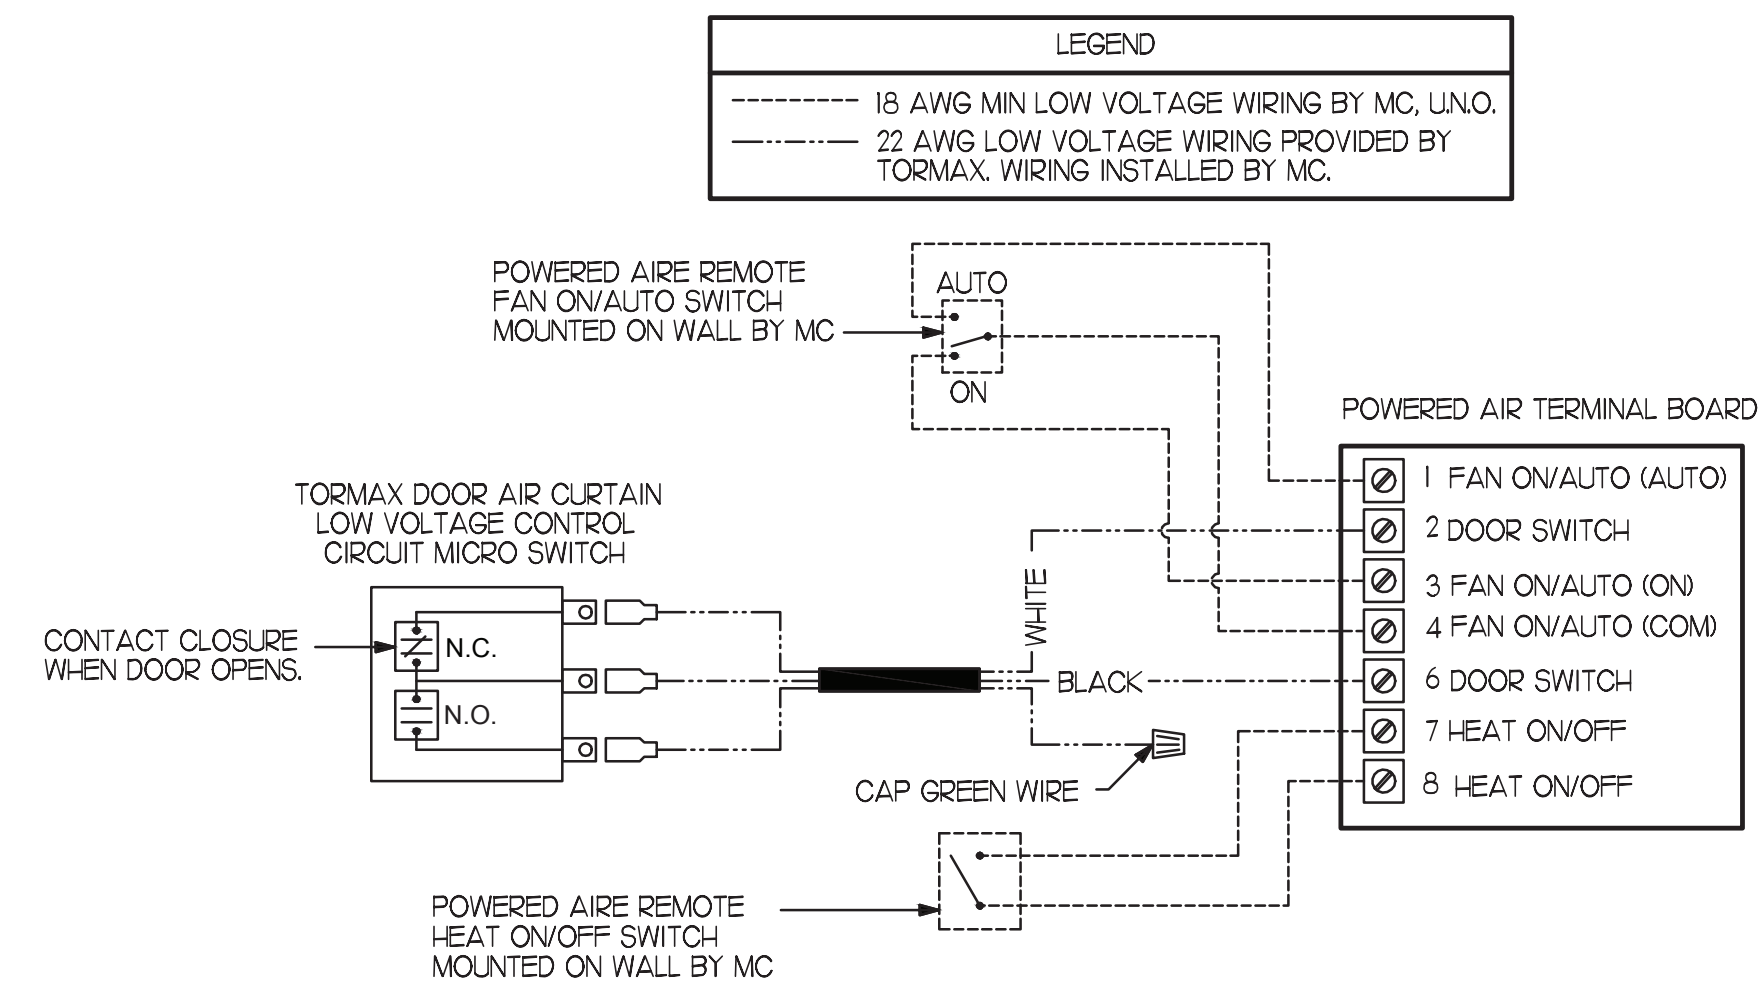 LEGEND
18 AWG MIN LOW VOLTAGE WIRING BY MC, U.N.O.
22 AWG LOW VOLTAGE WIRING PROVIDED BY
TORMAX. WIRING INSTALLED BY MC.
POWERED AIRE REMOTE
FAN ON/AUTO SWITCH
MOUNTED ON WALL BY MC
AUTO
ON
POWERED AIR TERMINAL BOARD
1 FAN ON/AUTO (AUTO)
2 DOOR SWITCH
3 FAN ON/AUTO (ON)
4 FAN ON/AUTO (COM)
6 DOOR SWITCH
7 HEAT ON/OFF
8 HEAT ON/OFF
TORMAX DOOR AIR CURTAIN
LOW VOLTAGE CONTROL
CIRCUIT MICRO SWITCH
CONTACT CLOSURE
WHEN DOOR OPENS.
N.C.
N.O.
WHITE
BLACK
CAP GREEN WIRE
POWERED AIRE REMOTE
HEAT ON/OFF SWITCH
MOUNTED ON WALL BY MC